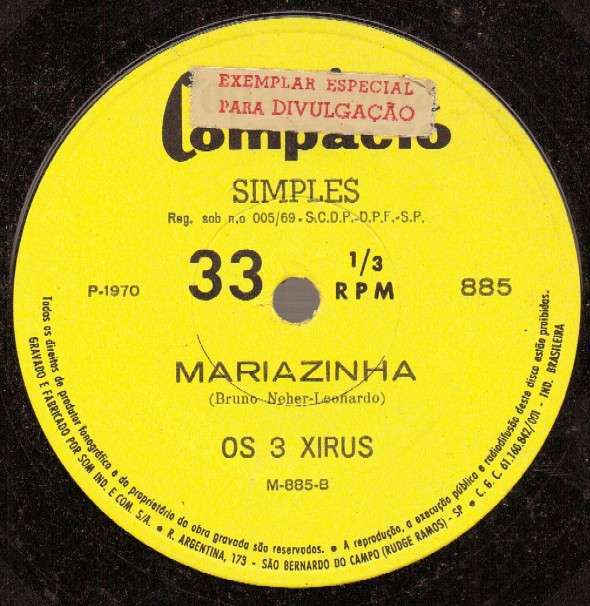 EXEMPLAR ESPECIAL
PARA DIVULGAÇÃO
Compacto
SIMPLES
Reg. sob n.o 005/69-S.C.D.P.-D.P.F.-S.P.
33 1/3
RPM
P-1970
885
MARIAZINHA
(Bruno Neher-Leonardo)
OS 3 XIRUS
M-885-B
Todos os direitos do produtor fonográfico e do proprietário da obra gravada são reservados. • A reprodução, a execução pública e radiodifusão deste disco estão proibidas.
GRAVADO E FABRICADO POR SOM IND. E COM. S/A. • R. ARGENTINA, 173 - SÃO BERNARDO DO CAMPO (RUDGE RAMOS) - SP • C. G. C. 61.160.842/001 - IND. BRASILEIRA